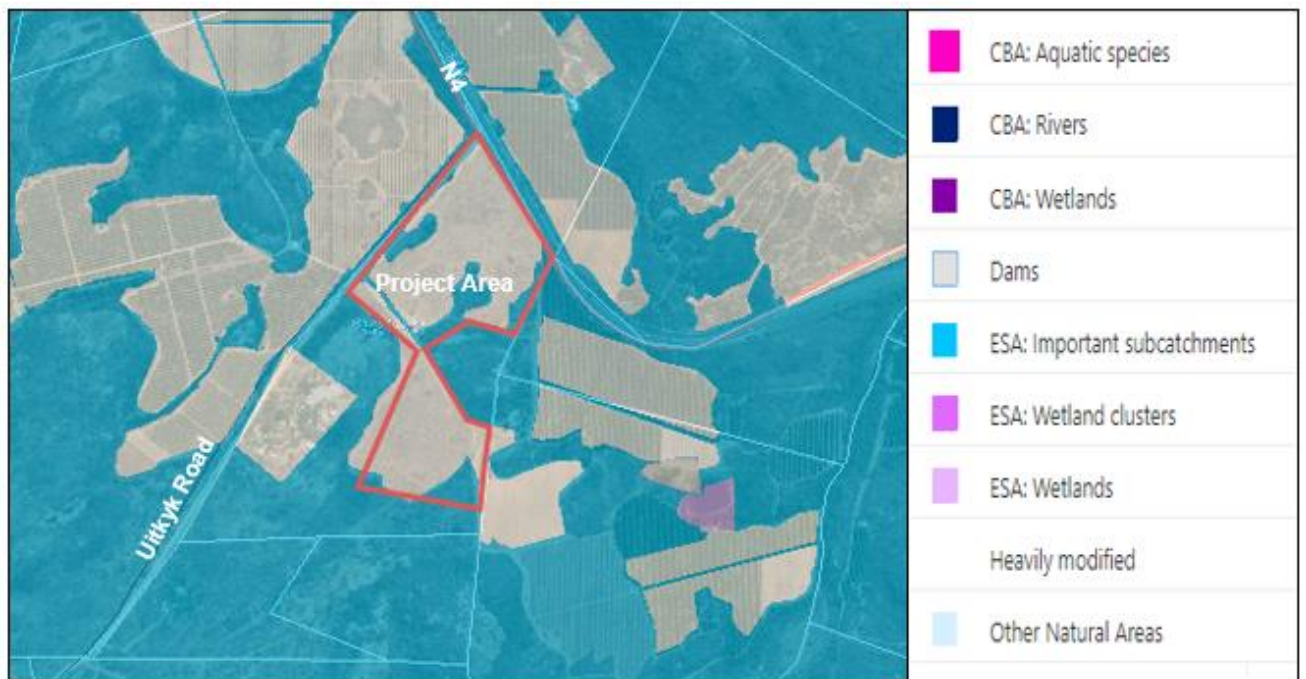 N4
Project Area
Uitkyk Road
CBA: Aquatic species
CBA: Rivers
CBA: Wetlands
Dams
ESA: Important subcatchments
ESA: Wetland clusters
ESA: Wetlands
Heavily modified
Other Natural Areas